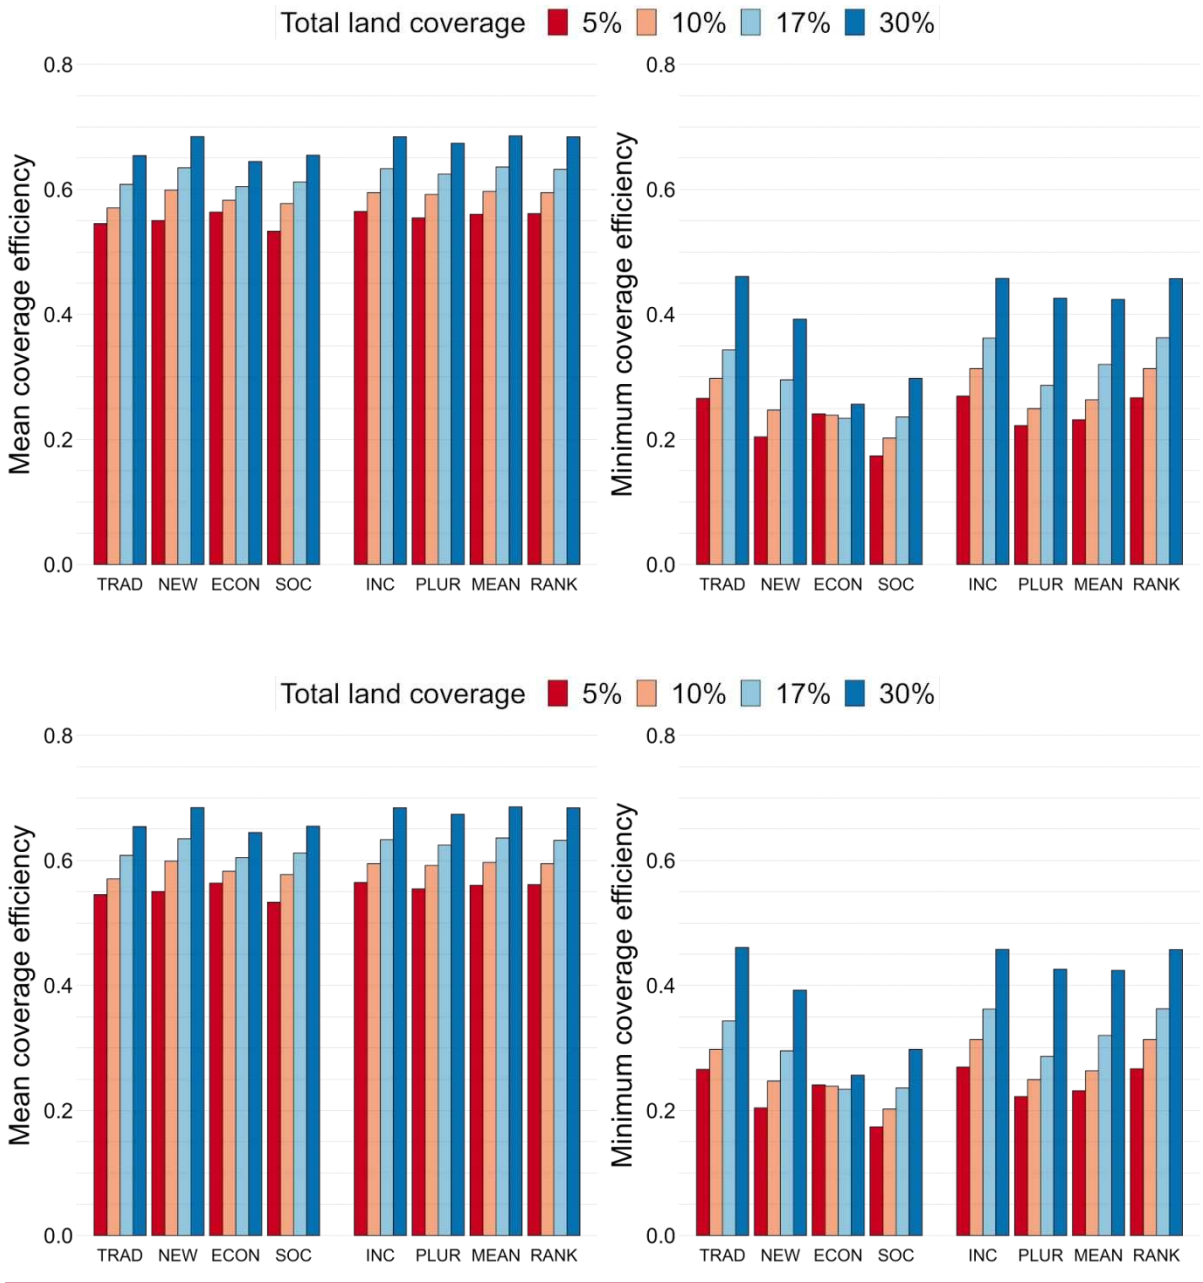 Total land coverage 5% 10% 17% 30%
Mean coverage efficiency
0.8
0.6
0.4
0.2
0.0
TRAD NEW ECON SOC INC PLUR MEAN RANK
Minimum coverage efficiency
0.8
0.6
0.4
0.2
0.0
TRAD NEW ECON SOC INC PLUR MEAN RANK
Total land coverage 5% 10% 17% 30%
Mean coverage efficiency
0.8
0.6
0.4
0.2
0.0
TRAD NEW ECON SOC INC PLUR MEAN RANK
Minimum coverage efficiency
0.8
0.6
0.4
0.2
0.0
TRAD NEW ECON SOC INC PLUR MEAN RANK